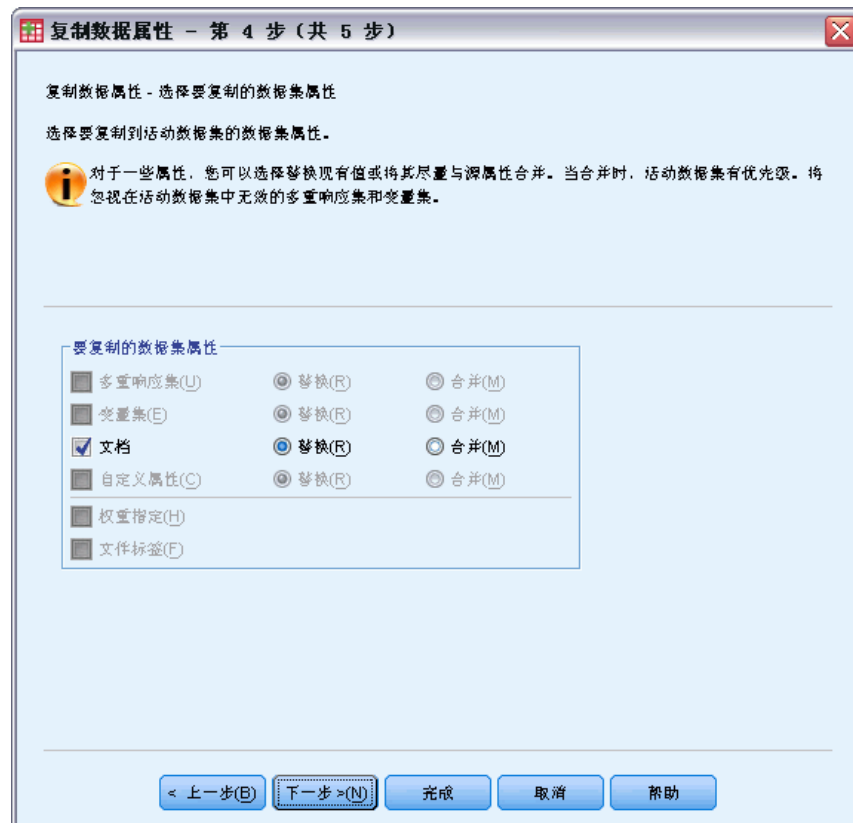 复制数据属性 - 第 4 步（共 5 步）
复制数据属性 - 选择要复制的数据集属性
选择要复制到活动数据集的数据集属性。
对于一些属性，您可以选择替换现有值或将其尽量与源属性合并。当合并时，活动数据集有优先级。将
忽视在活动数据集中无效的多重响应集和变量集。
要复制的数据集属性
多重响应集(U) 替换(R) 合并(M)
变量集(E) 替换(R) 合并(M)
文档 替换(R) 合并(M)
自定义属性(C) 替换(R) 合并(M)
权重指定(H)
文件标签(F)
< 上一步(B) 下一步 >(N) 完成 取消 帮助